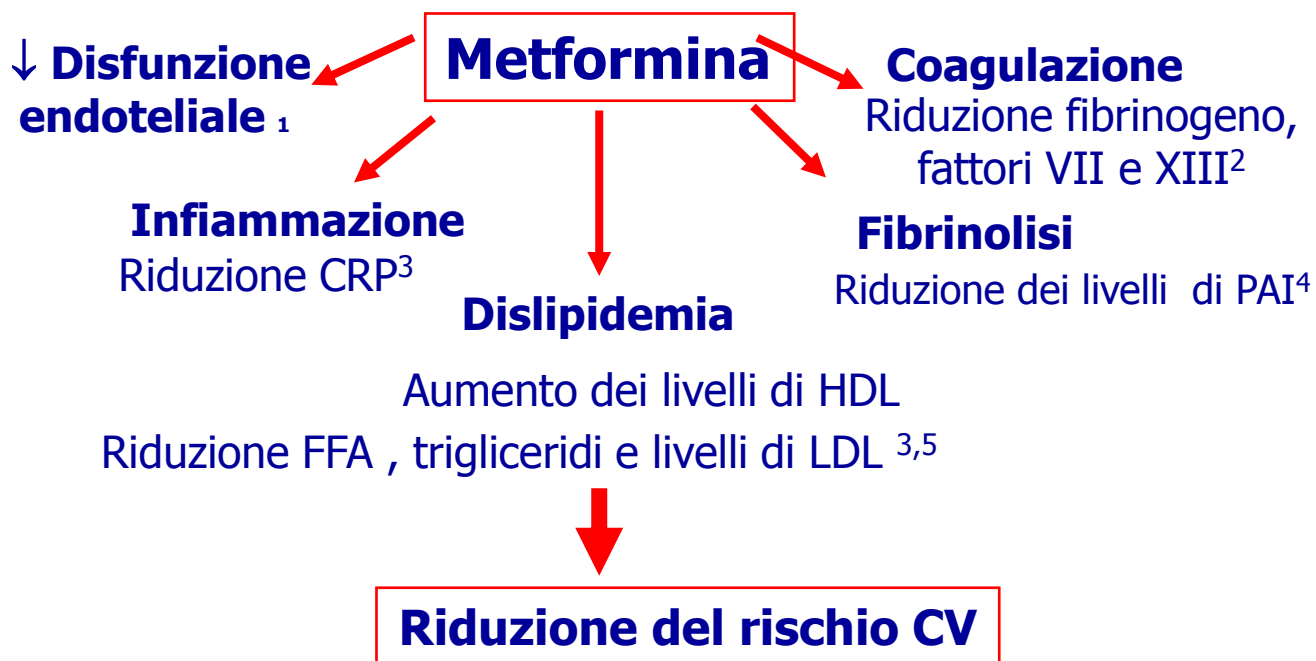 Metformina
↓ Disfunzione
endoteliale 1
Coagulazione
Riduzione fibrinogeno,
fattori VII e XIII²
Infiammazione
Riduzione CRP³
Fibrinolisi
Riduzione dei livelli di PAI⁴
Dislipidemia
Aumento dei livelli di HDL
Riduzione FFA , trigliceridi e livelli di LDL ³,⁵
Riduzione del rischio CV